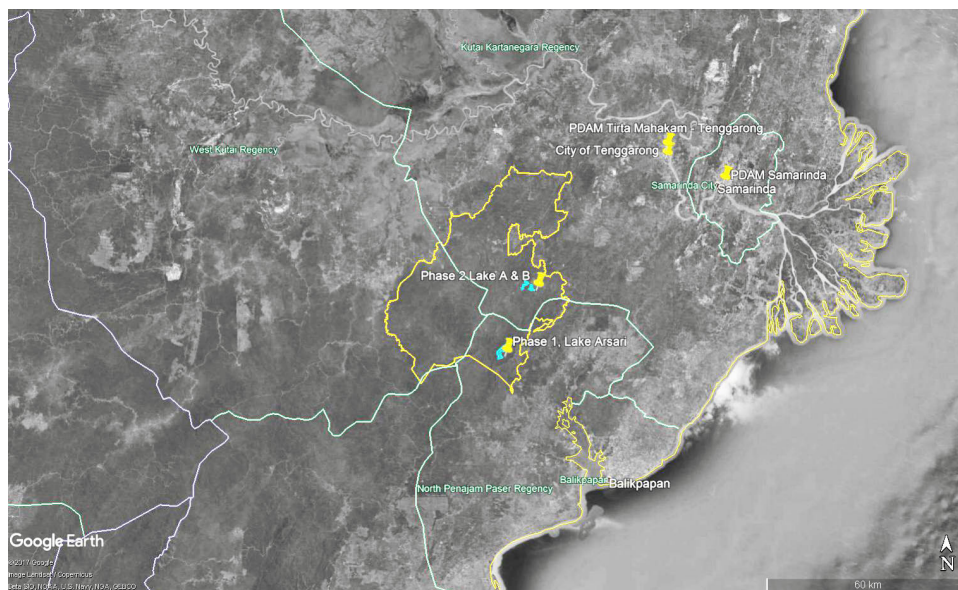 Kutai Kartanegara Regency
PDAM Tirta Mahakam - Tenggarong
City of Tenggarong
West Kutai Regency
PDAM Samarinda
Samarinda City
Samarinda
Phase 2 Lake A & B
Phase 1, Lake Arsari
Balikpapan
Balikpapan
North Penajam Paser Regency
Google Earth
©2017 Google
Image Landsat / Copernicus
Data SIO, NOAA, U.S. Navy, NGA, GEBCO
N
60 km